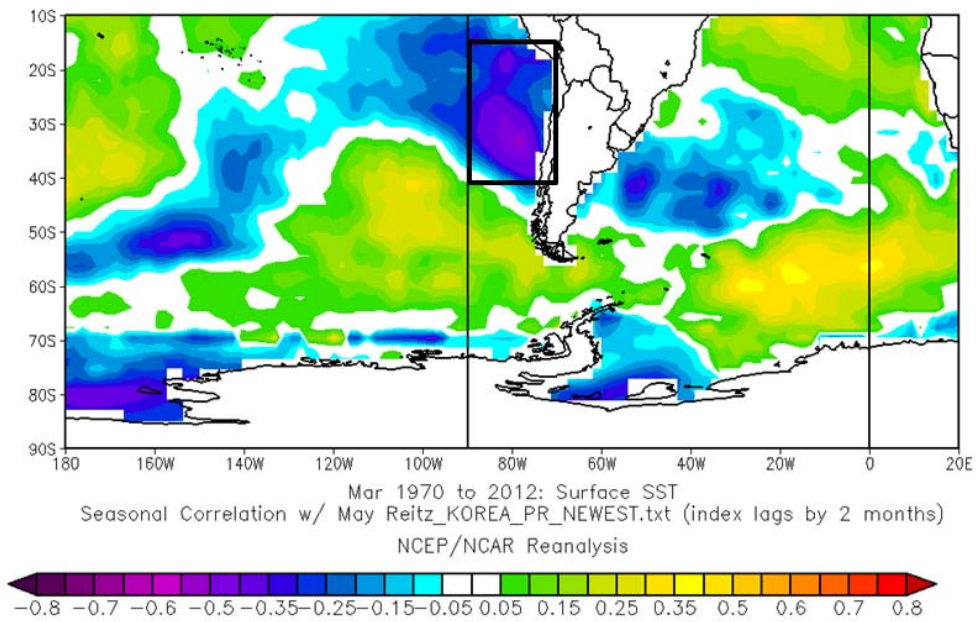 10S
20S
30S
40S
50S
60S
70S
80S
90S
180 160W 140W 120W 100W 80W 60W 40W 20W 0 20E
Mar 1970 to 2012: Surface SST
Seasonal Correlation w/ May Reitz_KOREA_PR_NEWEST.txt (index lags by 2 months)
NCEP/NCAR Reanalysis
-0.8 -0.7 -0.6 -0.5 -0.35 -0.25 -0.15 -0.05 0.05 0.15 0.25 0.35 0.5 0.6 0.7 0.8